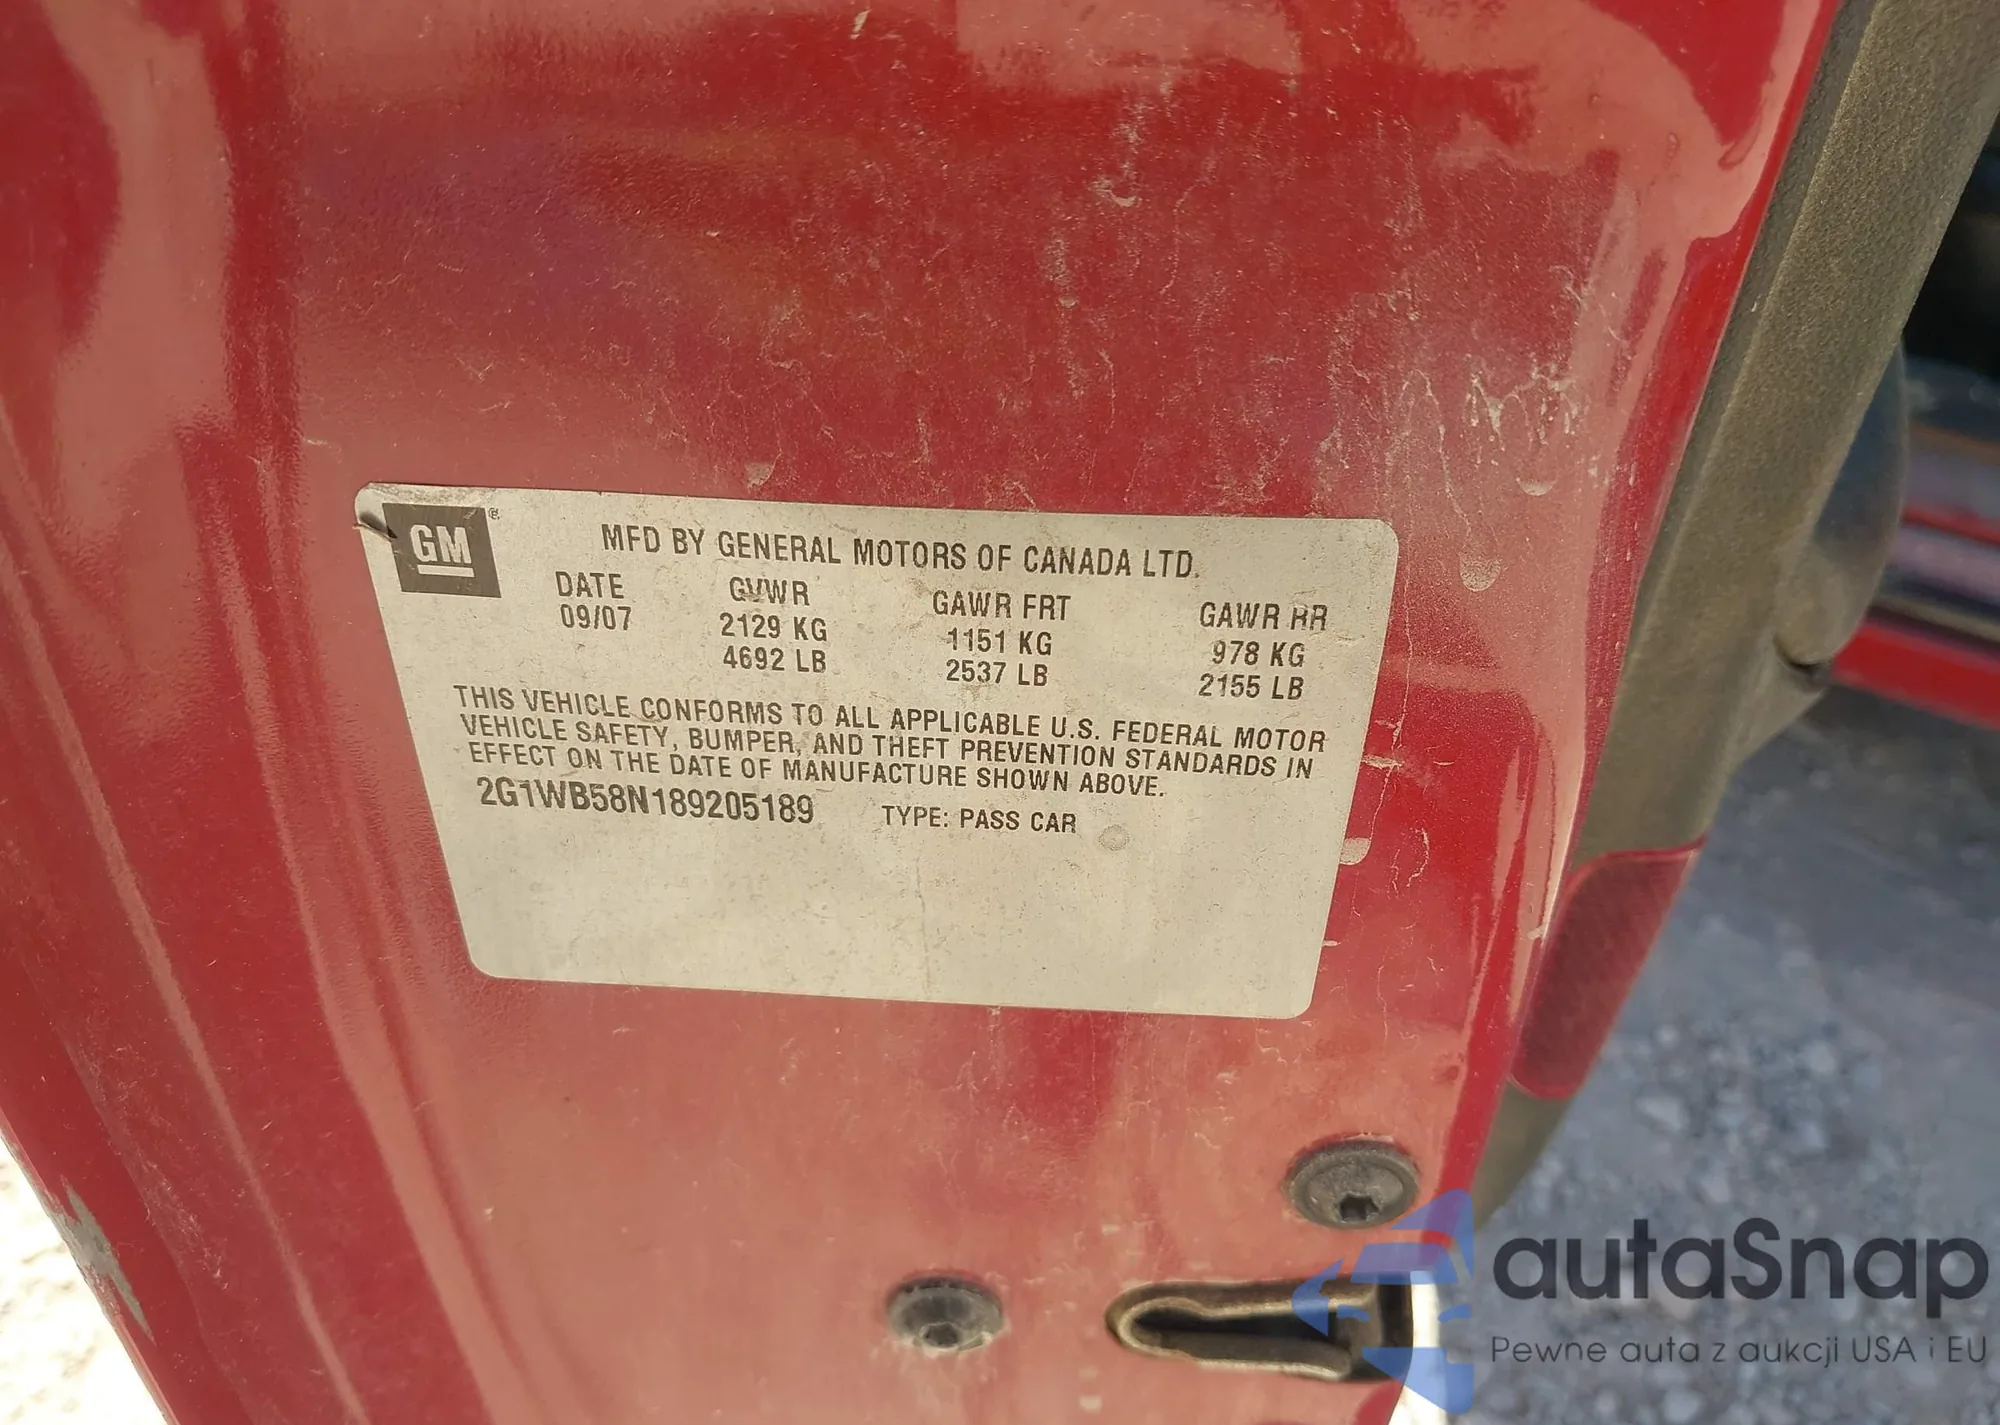 GM
MFD BY GENERAL MOTORS OF CANADA LTD.
DATE GVWR GAWR FRT GAWR RR
09/07 2129 KG 1151 KG 978 KG
4692 LB 2537 LB 2155 LB
THIS VEHICLE CONFORMS TO ALL APPLICABLE U.S. FEDERAL MOTOR
VEHICLE SAFETY, BUMPER, AND THEFT PREVENTION STANDARDS IN
EFFECT ON THE DATE OF MANUFACTURE SHOWN ABOVE.
2G1WB58N189205189 TYPE: PASS CAR
autaSnap
Pewne auta z aukcji USA i EU